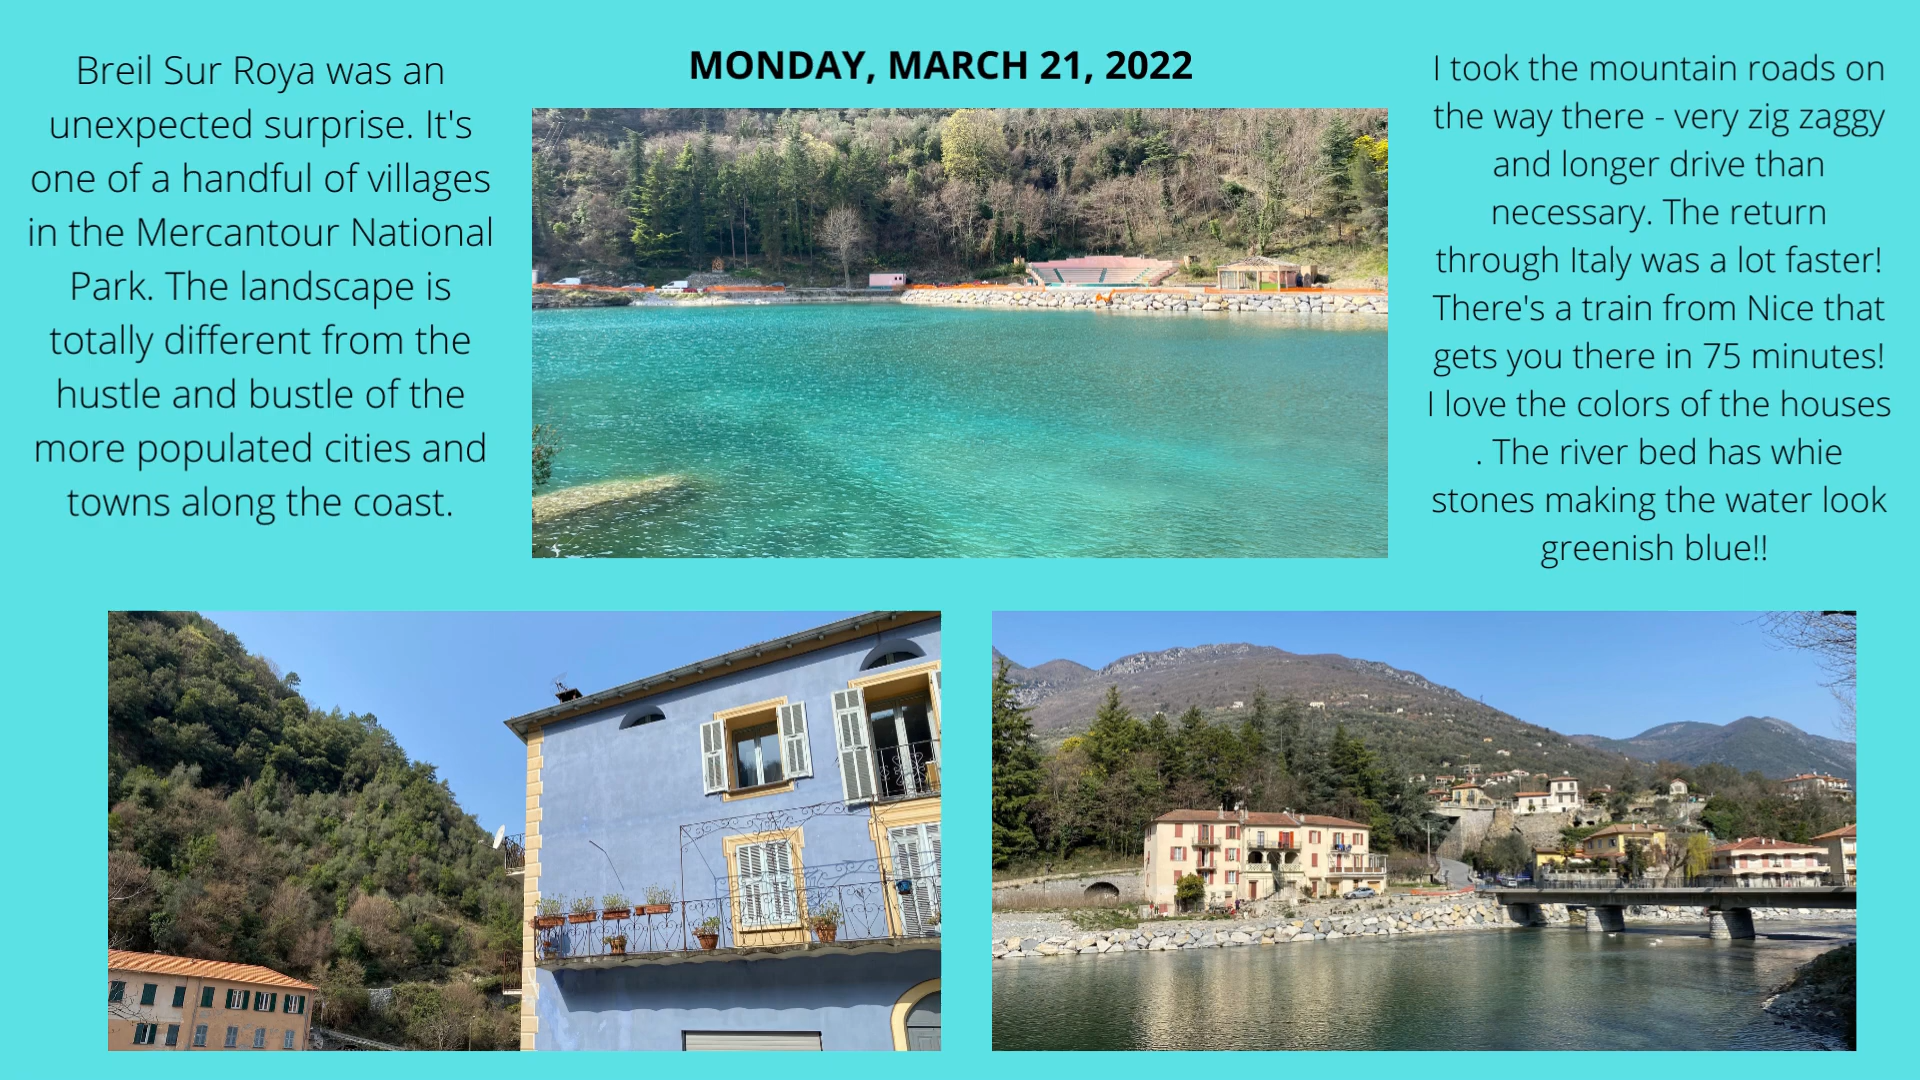 Breil Sur Roya was an
unexpected surprise. It's
one of a handful of villages
in the Mercantour National
Park. The landscape is
totally different from the
hustle and bustle of the
more populated cities and
towns along the coast.
MONDAY, MARCH 21, 2022
I took the mountain roads on
the way there - very zig zaggy
and longer drive than
necessary. The return
through Italy was a lot faster!
There's a train from Nice that
gets you there in 75 minutes!
I love the colors of the houses
. The river bed has whie
stones making the water look
greenish blue!!